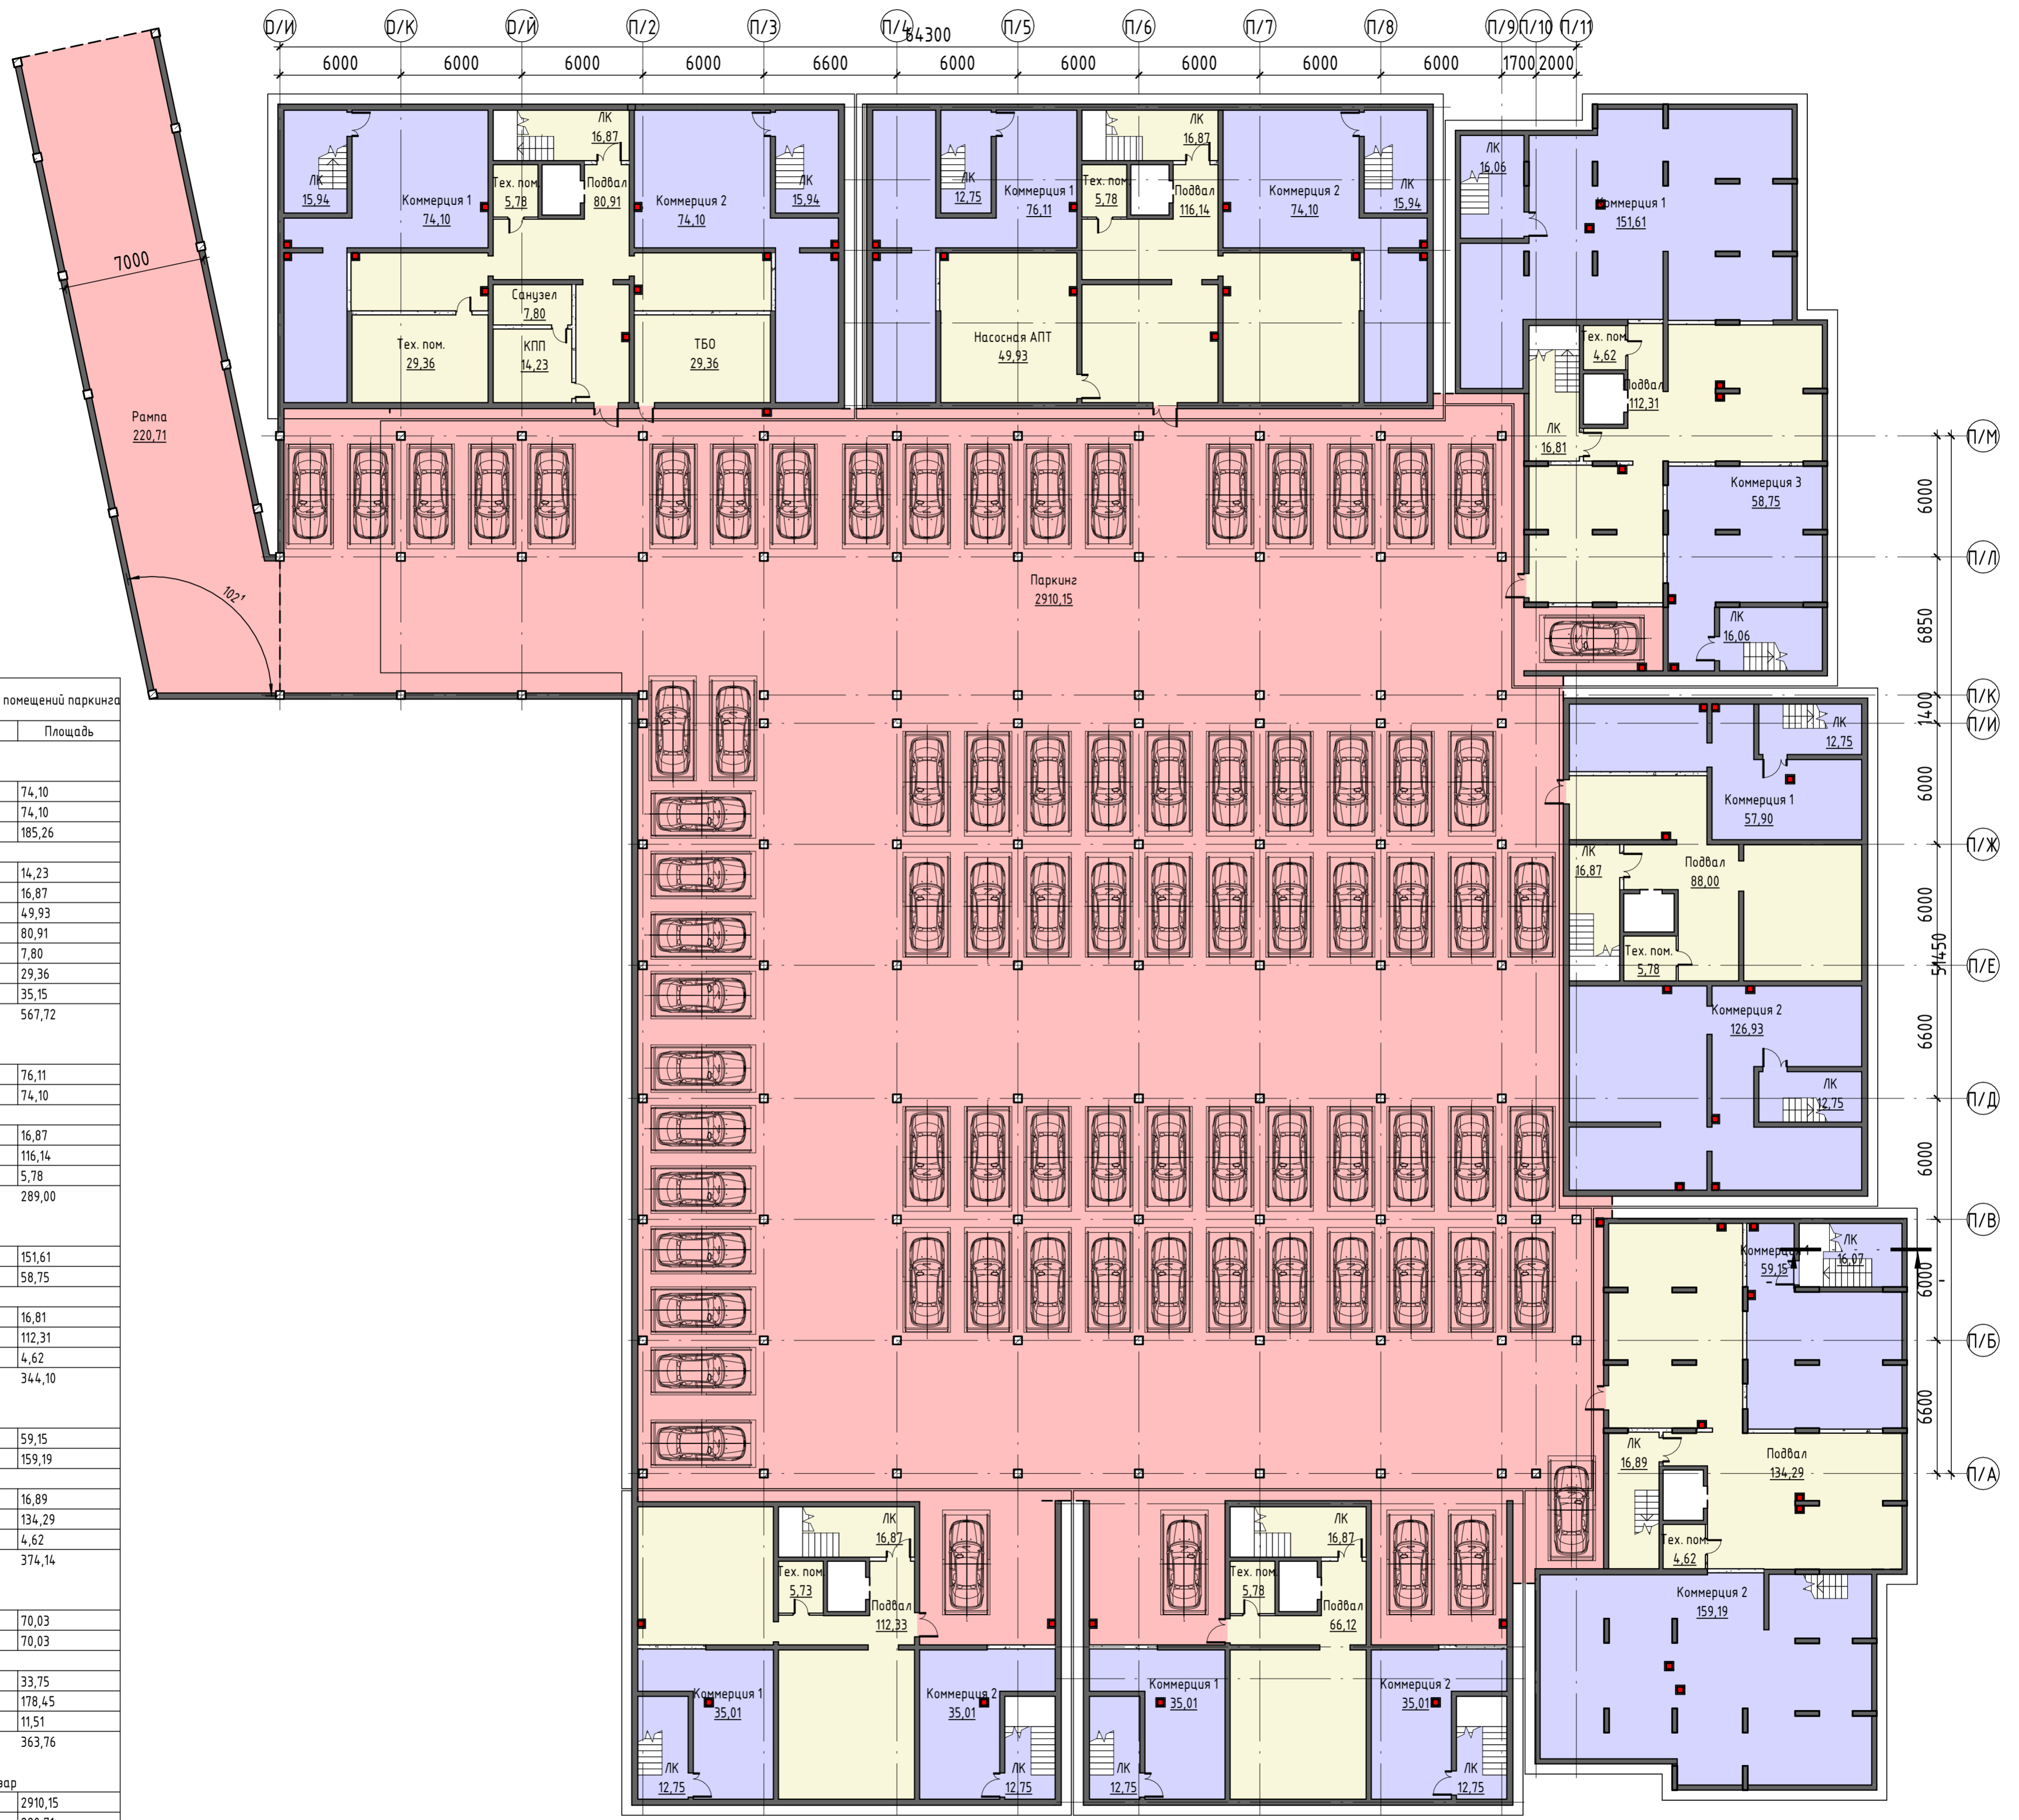 D/И D/К D/Й П/2 П/3 П/4 П/5 П/6 П/7 П/8 П/9 П/10 П/11
64300
6000 6000 6000 6000 6600 6000 6000 6000 6000 6000 1700 2000
7000
Рампа
220,71
102°
ЛК
15,94
Коммерция 1
74,10
ЛК
16,87
Тех. пом.
5,78
Подвал
80,91
Коммерция 2
74,10
ЛК
15,94
Тех. пом.
29,36
Санузел
7,80
КПП
14,23
ТБО
29,36
ЛК
12,75
Коммерция 1
76,11
ЛК
16,87
Тех. пом.
5,78
Подвал
116,14
Коммерция 2
74,10
ЛК
15,94
Насосная АПТ
49,93
ЛК
16,06
Коммерция 1
151,61
Тех. пом.
4,62
Подвал
112,31
ЛК
16,81
Коммерция 3
58,75
ЛК
16,06
Паркинг
2910,15
П/М
6000
П/Л
6850
П/К
1400
П/И
6000
П/Ж
6000
П/Е
51450
6600
П/Д
6000
П/В
6000
П/Б
6600
П/А
ЛК
12,75
Коммерция 1
57,90
ЛК
16,87
Подвал
88,00
Тех. пом.
5,78
Коммерция 2
126,93
ЛК
12,75
Коммерция 1
59,15
ЛК
16,07
ЛК
16,89
Подвал
134,29
Тех. пом.
4,62
Коммерция 2
159,19
ЛК
16,87
Тех. пом.
5,73
Подвал
112,33
Коммерция 1
35,01
Коммерция 2
35,01
ЛК
12,75
ЛК
12,75
ЛК
16,87
Тех. пом.
5,78
Подвал
66,12
Коммерция 1
35,01
Коммерция 2
35,01
ЛК
12,75
ЛК
12,75
помещений паркинга
Площадь
74,10
74,10
185,26
14,23
16,87
49,93
80,91
7,80
29,36
35,15
567,72
76,11
74,10
16,87
116,14
5,78
289,00
151,61
58,75
16,81
112,31
4,62
344,10
59,15
159,19
16,89
134,29
4,62
374,14
70,03
70,03
33,75
178,45
11,51
363,76
вар
2910,15